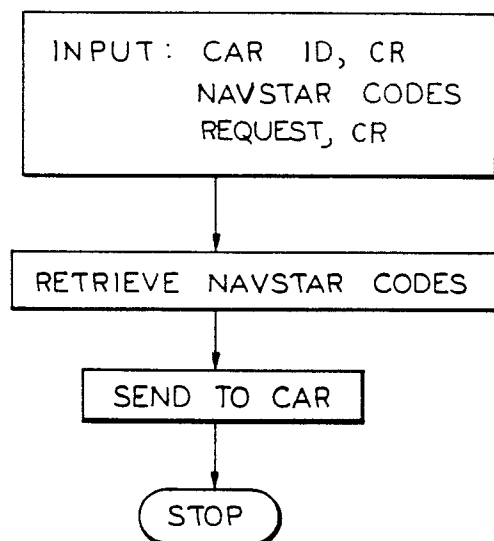 INPUT: CAR ID, CR
NAVSTAR CODES
REQUEST, CR
RETRIEVE NAVSTAR CODES
SEND TO CAR
STOP